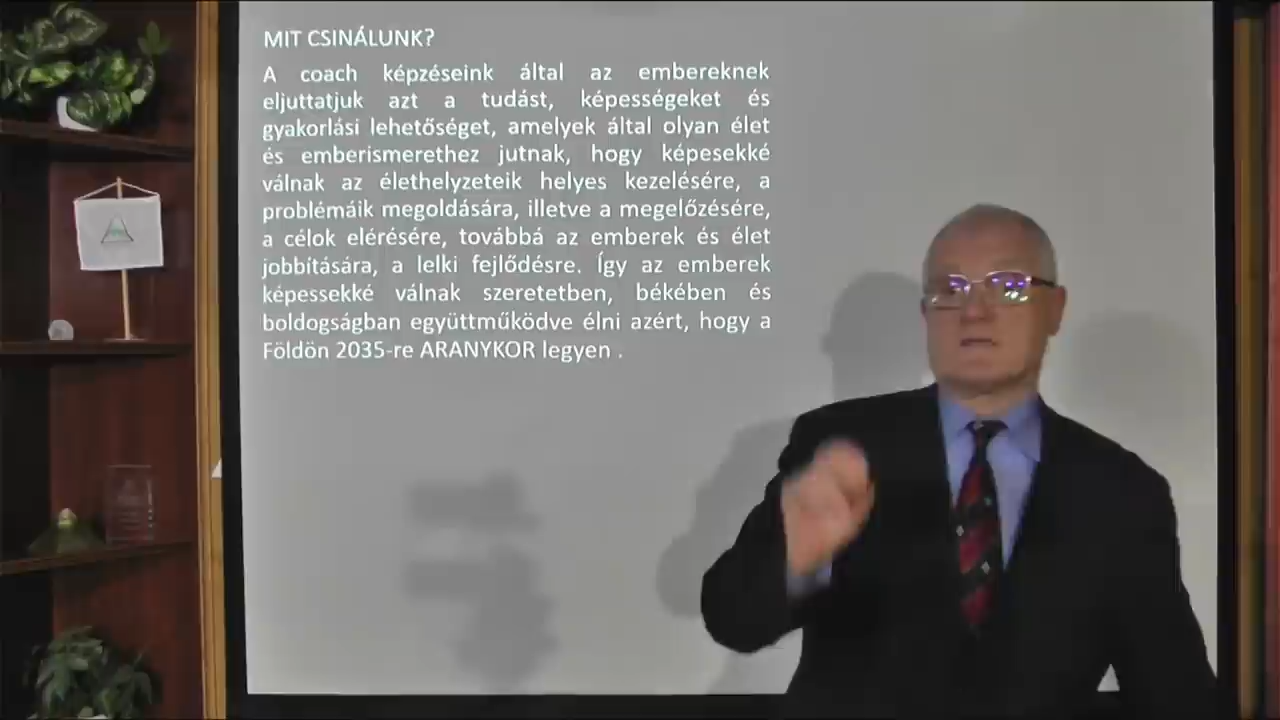 MIT CSINÁLUNK?
A coach képzéseink által az embereknek
eljuttatjuk azt a tudást, képességeket és
gyakorlási lehetőséget, amelyek által olyan élet
és emberismerethez jutnak, hogy képesekké
válnak az élethelyzeteik helyes kezelésére, a
problémáik megoldására, illetve a megelőzésére,
a célok elérésére, továbbá az emberek és élet
jobbítására, a lelki fejlődésre. Így az emberek
képessekké válnak szeretetben, békében és
boldogságban együttműködve élni azért, hogy a
Földön 2035-re ARANYKOR legyen .